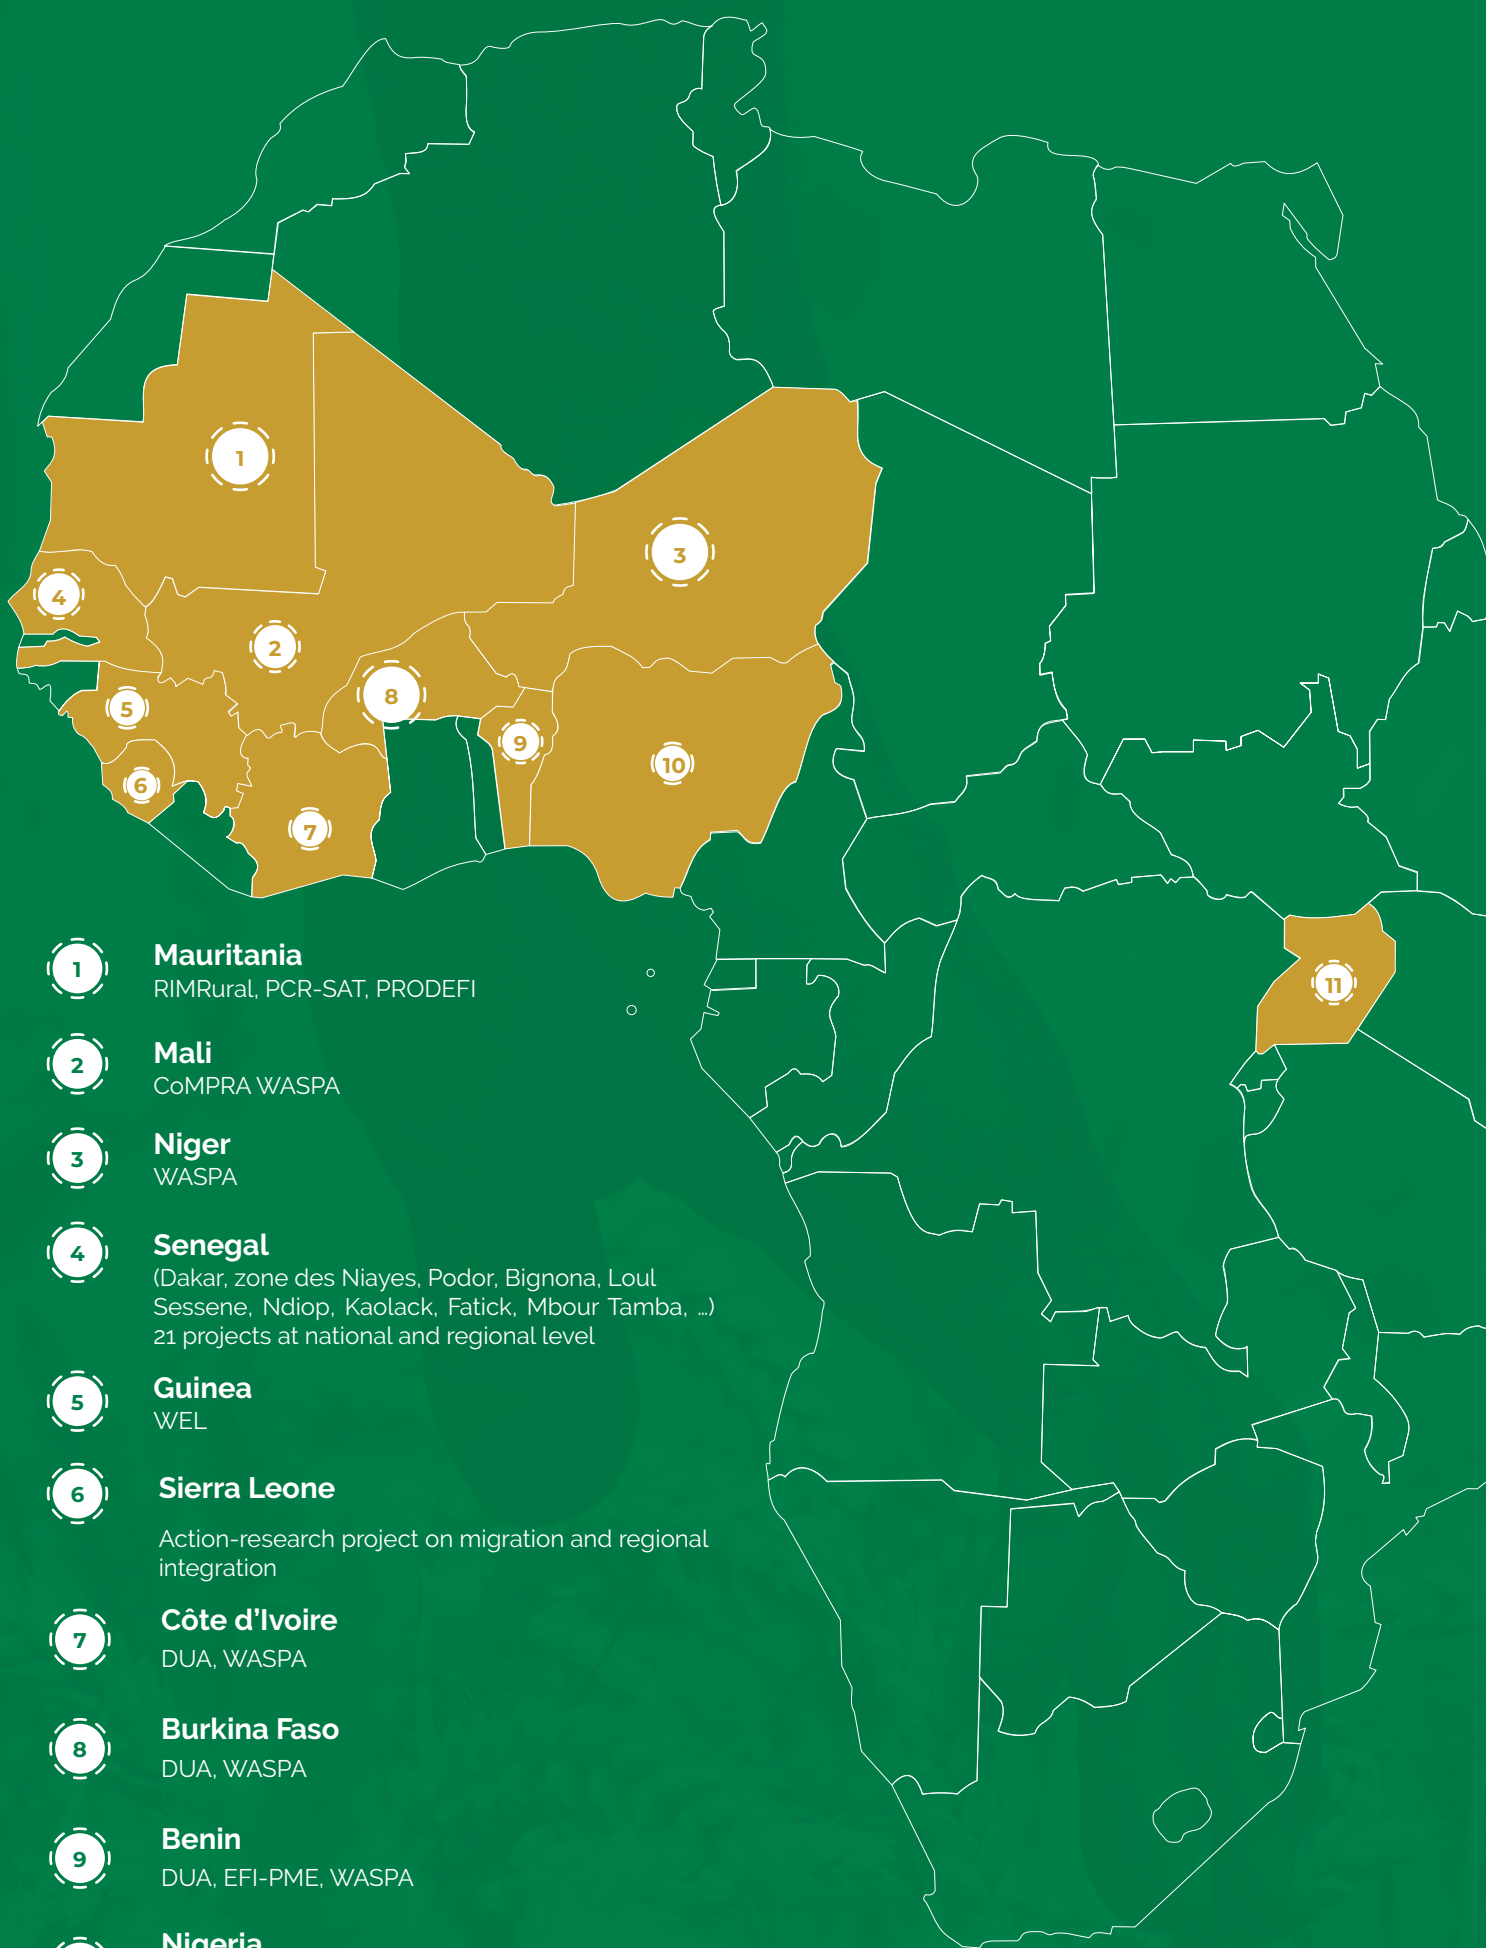 1
2
3
4
5
6
7
8
9
10
11
1
Mauritania
RIMRural, PCR-SAT, PRODEFI
2
Mali
CoMPRA WASPA
3
Niger
WASPA
4
Senegal
(Dakar, zone des Niayes, Podor, Bignona, Loul
Sessene, Ndiop, Kaolack, Fatick, Mbour Tamba, ...)
21 projects at national and regional level
5
Guinea
WEL
6
Sierra Leone
Action-research project on migration and regional
integration
7
Côte d’Ivoire
DUA, WASPA
8
Burkina Faso
DUA, WASPA
9
Benin
DUA, EFI-PME, WASPA
Nigeria